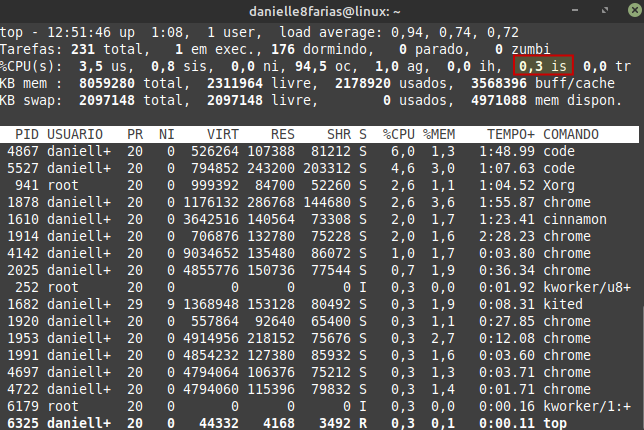 danielle8farias@linux: ~
top - 12:51:46 up 1:08, 1 user, load average: 0,94, 0,74, 0,72
Tarefas: 231 total, 1 em exec., 176 dormindo, 0 parado, 0 zumbi
%CPU(s): 3,5 us, 0,8 sis, 0,0 ni, 94,5 oc, 1,0 ag, 0,0 ih, 0,3 is 0,0 tr
KB mem : 8059280 total, 2311964 livre, 2178920 usados, 3568396 buff/cache
KB swap: 2097148 total, 2097148 livre, 0 usados, 4971088 mem dispon.
PID USUARIO PR NI VIRT RES SHR S %CPU %MEM TEMPO+ COMANDO
4867 daniell+ 20 0 526264 107388 81212 S 6,0 1,3 1:48.99 code
5527 daniell+ 20 0 794852 243200 203312 S 4,6 3,0 1:07.63 code
941 root 20 0 999392 84700 52260 S 2,6 1,1 1:04.52 Xorg
1878 daniell+ 20 0 1176132 286768 144680 S 2,6 3,6 1:55.87 chrome
1610 daniell+ 20 0 3642516 140564 73308 S 2,0 1,7 1:23.41 cinnamon
1914 daniell+ 20 0 706876 132780 75228 S 2,0 1,6 2:28.23 chrome
4142 daniell+ 20 0 9034652 135480 86072 S 1,0 1,7 0:03.80 chrome
2025 daniell+ 20 0 4855776 150736 77544 S 0,7 1,9 0:36.34 chrome
252 root 20 0 0 0 0 I 0,3 0,0 0:01.92 kworker/u8+
1682 daniell+ 29 9 1368948 153128 80492 S 0,3 1,9 0:08.31 kited
1920 daniell+ 20 0 557864 92640 65400 S 0,3 1,1 0:27.85 chrome
1953 daniell+ 20 0 4914956 218152 75676 S 0,3 2,7 0:12.08 chrome
1991 daniell+ 20 0 4854232 127380 85932 S 0,3 1,6 0:03.60 chrome
4697 daniell+ 20 0 4794064 106376 75212 S 0,3 1,3 0:03.71 chrome
4722 daniell+ 20 0 4794060 115396 79832 S 0,3 1,4 0:01.71 chrome
6179 root 20 0 0 0 0 I 0,3 0,0 0:00.16 kworker/1:+
6325 daniell+ 20 0 44332 4168 3492 R 0,3 0,1 0:00.11 top